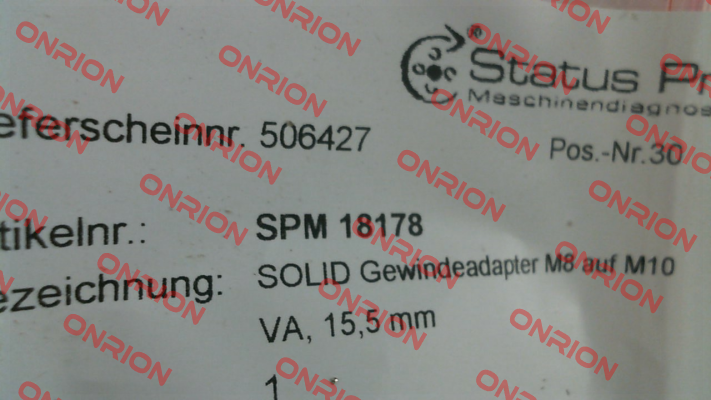 Status Pr
Maschinendiagnos
eferscheinnr. 506427
Pos.-Nr.30
tikelnr.: SPM 18178
ezeichnung: SOLID Gewindeadapter M8 auf M10
VA, 15,5 mm
1
ONRION